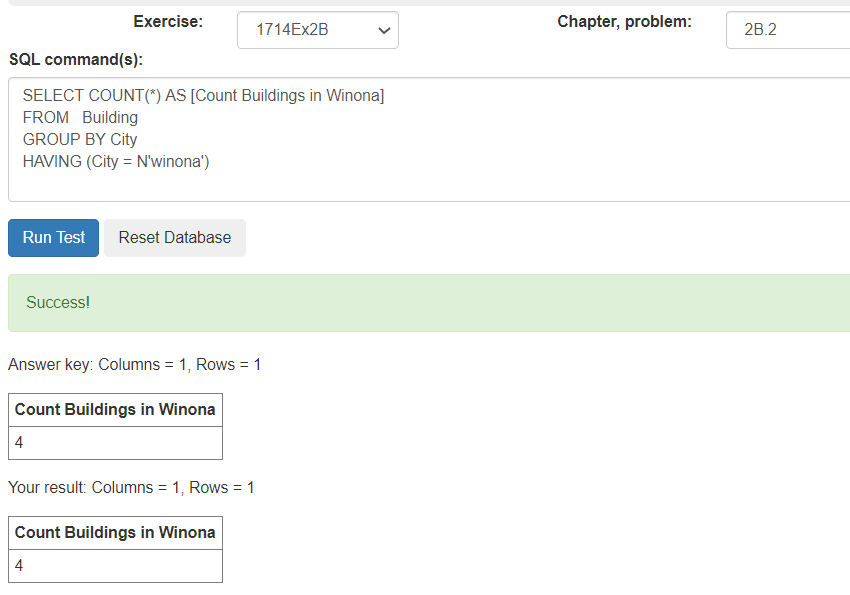 Exercise: 1714Ex2B Chapter, problem: 2B.2
SQL command(s):
SELECT COUNT(*) AS [Count Buildings in Winona]
FROM   Building
GROUP BY City
HAVING (City = N'winona')
Run Test Reset Database
Success!
Answer key: Columns = 1, Rows = 1
Count Buildings in Winona
4
Your result: Columns = 1, Rows = 1
Count Buildings in Winona
4